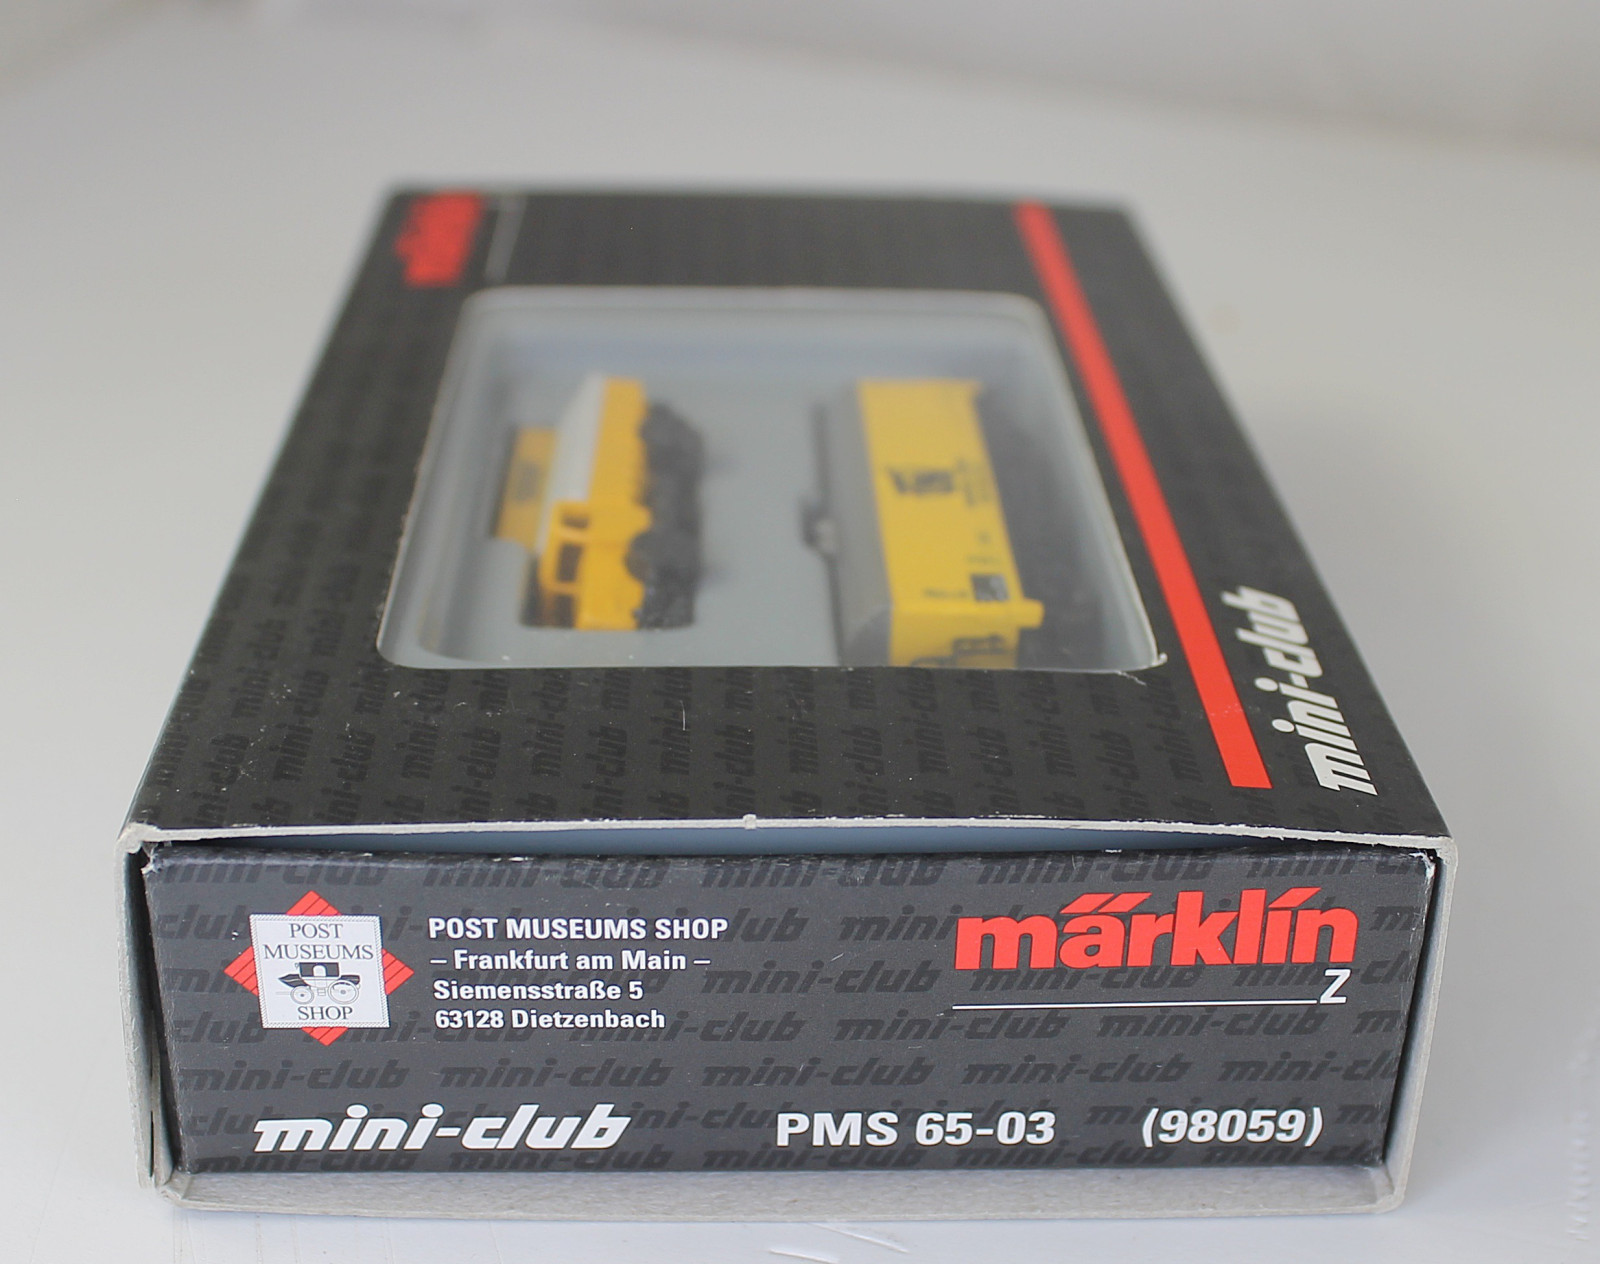 märklin
mini-club
POST
MUSEUMS
SHOP
POST MUSEUMS SHOP
– Frankfurt am Main –
Siemensstraße 5
63128 Dietzenbach
märklin
Z
mini-club
PMS 65-03 (98059)